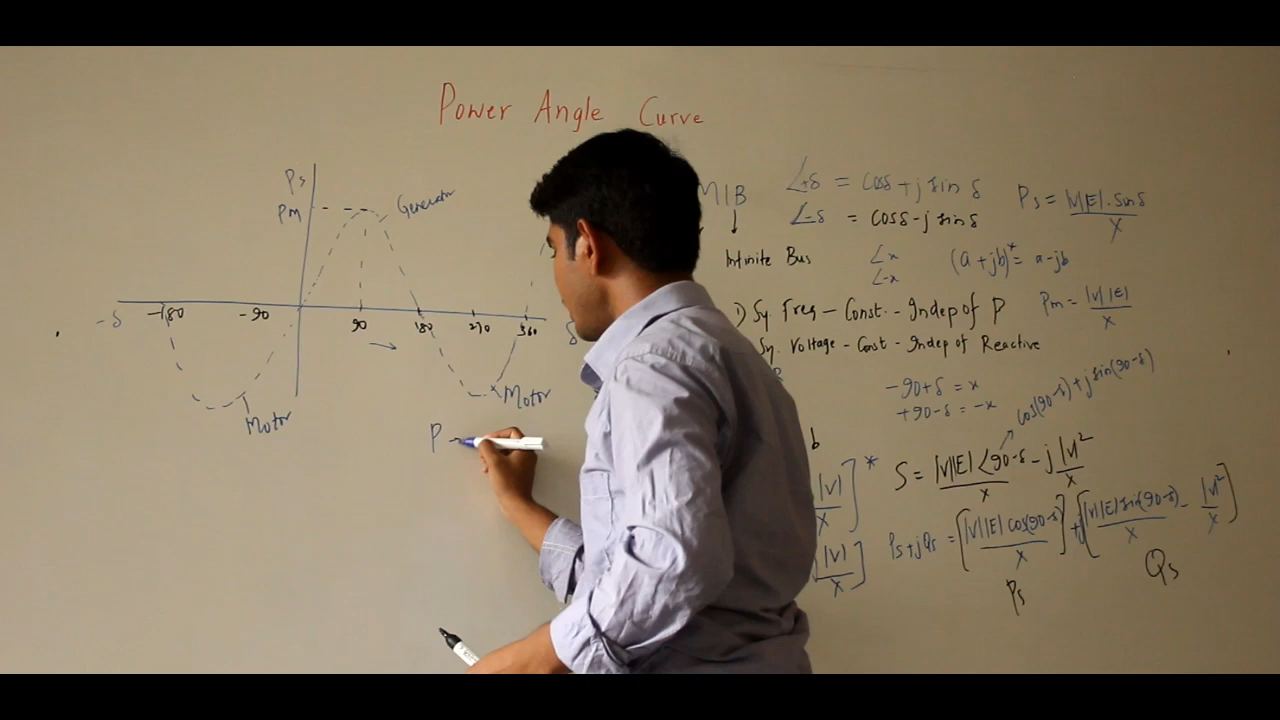 Power Angle Curve
Ps
Pm
Generator
-δ
-180
-90
90
180
270
360
δ
Motor
Motor
P -
MIB
Infinite Bus
∠+δ = cosδ + j sinδ
∠-δ = cosδ - j sinδ
∠x
∠-x
(a + jb)* = a - jb
Ps = |V||E| . sinδ / X
Pm = |V||E| / X
1) Sy. Freq - Const. - Indep of P
Sy. Voltage - Const - Indep of Reactive
-90+δ = x
+90-δ = -x
cos(90-δ) + j sin(90-δ)
b
|V| / X ] *
|V| / X ]
S = |V||E| ∠90-δ / X - j |V|² / X
Ps + jQs = [ |V||E| cos(90-δ) / X ] + j [ |V||E| sin(90-δ) / X - |V|² / X ]
Ps
Qs